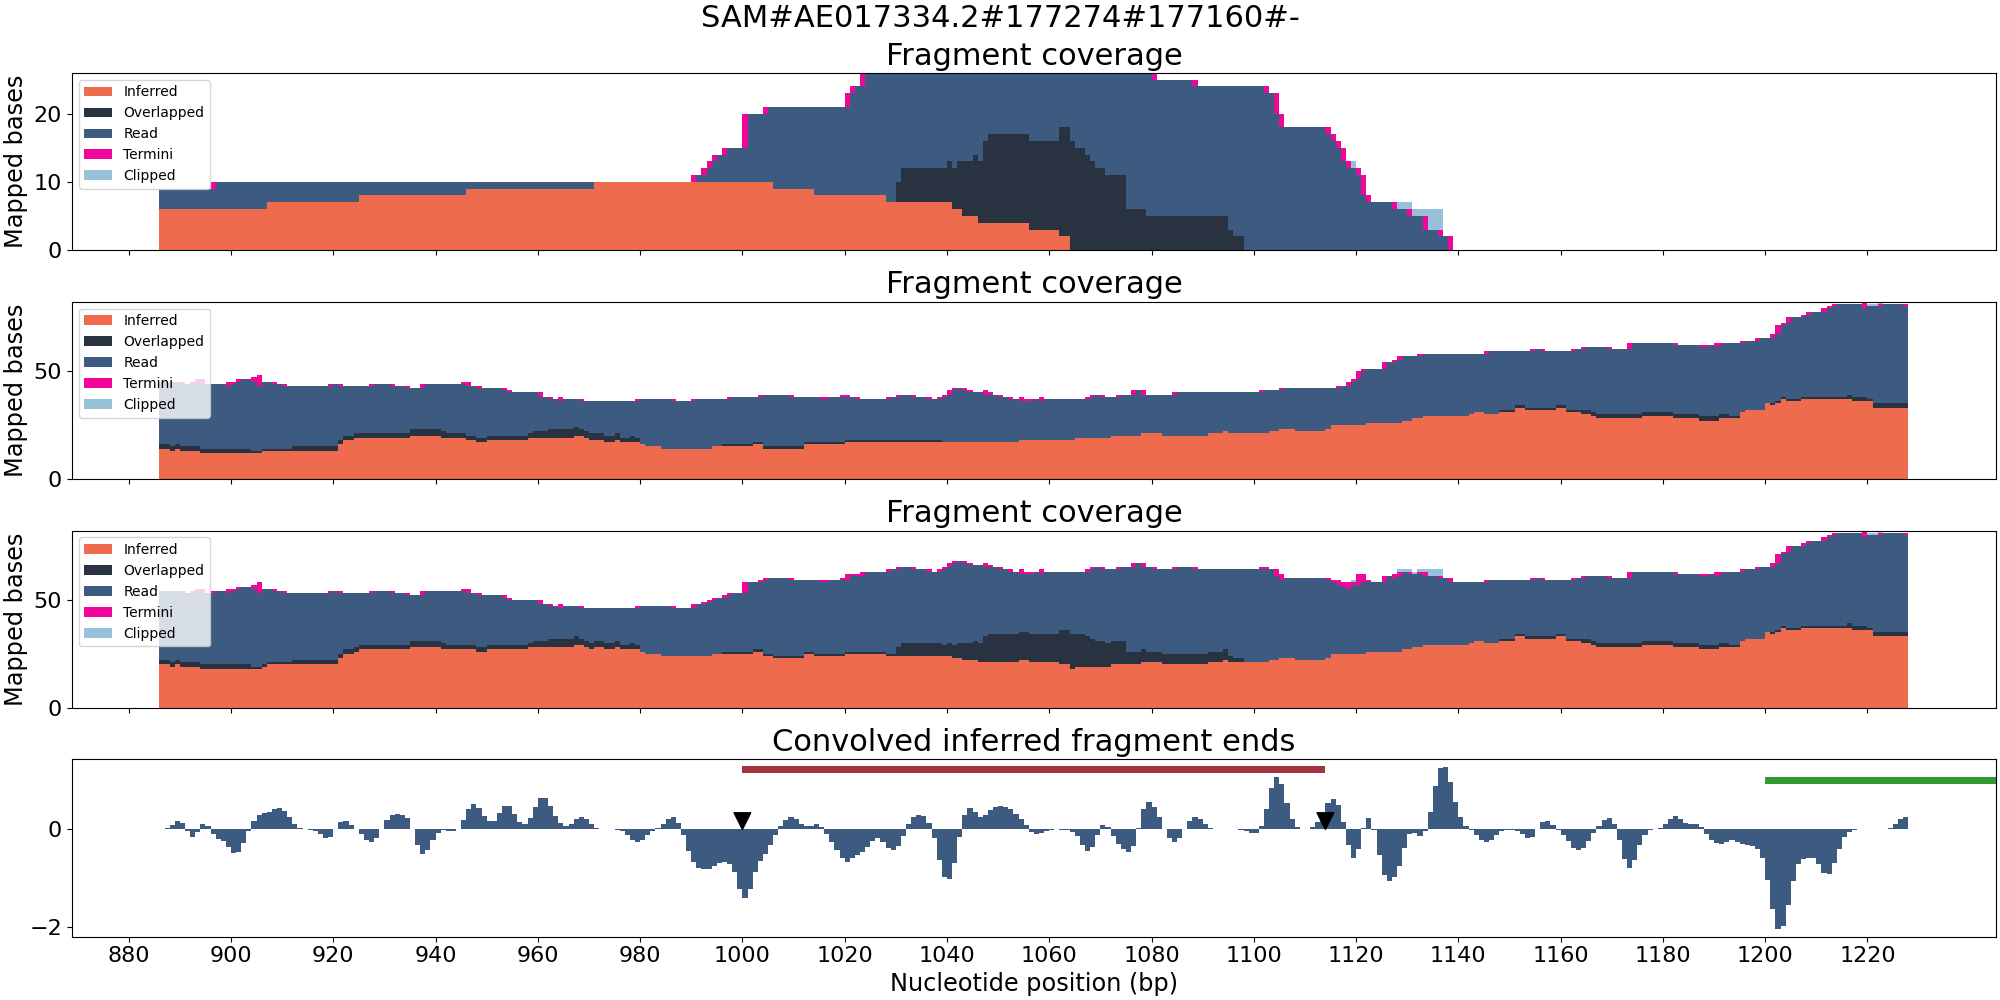 SAM#AE017334.2#177274#177160#-
Fragment coverage
Mapped bases
20
10
0
Inferred
Overlapped
Read
Termini
Clipped
Fragment coverage
Mapped bases
50
0
Inferred
Overlapped
Read
Termini
Clipped
Fragment coverage
Mapped bases
50
0
Inferred
Overlapped
Read
Termini
Clipped
Convolved inferred fragment ends
0
−2
880 900 920 940 960 980 1000 1020 1040 1060 1080 1100 1120 1140 1160 1180 1200 1220
Nucleotide position (bp)